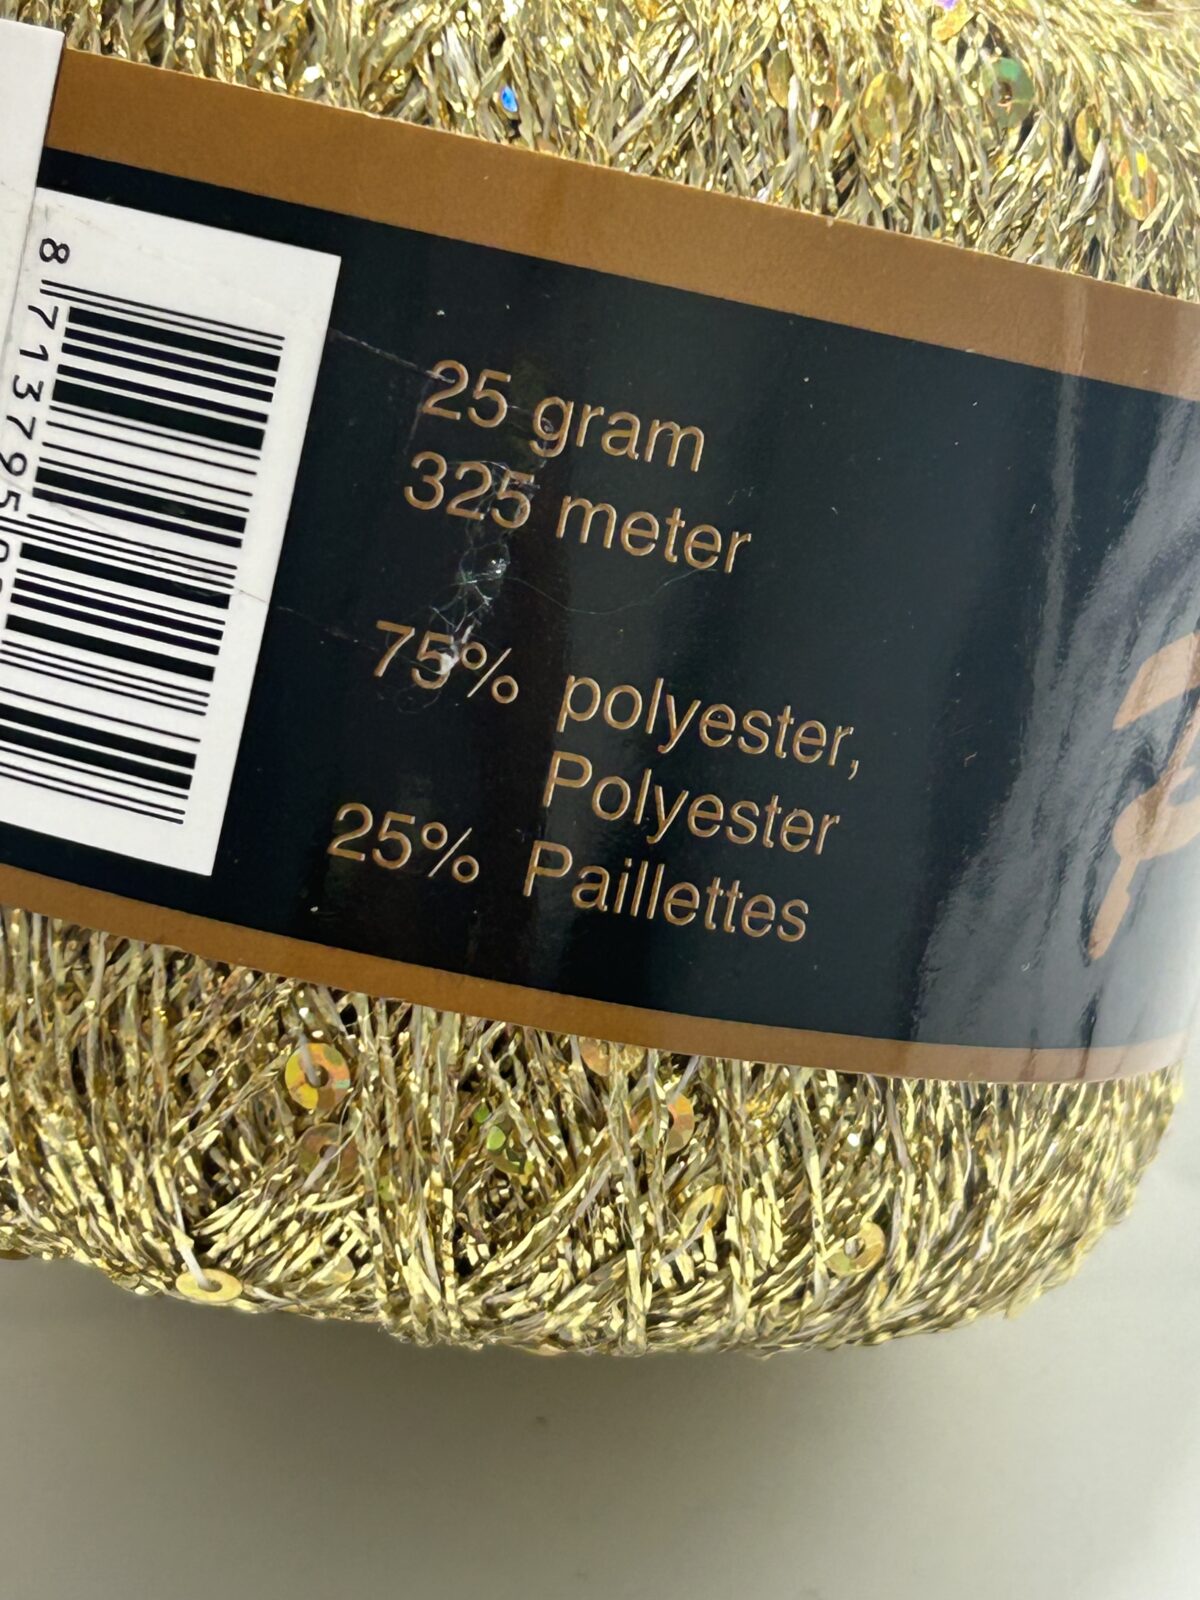 25 gram
325 meter
75% polyester,
Polyester
25% Paillettes
8 713795